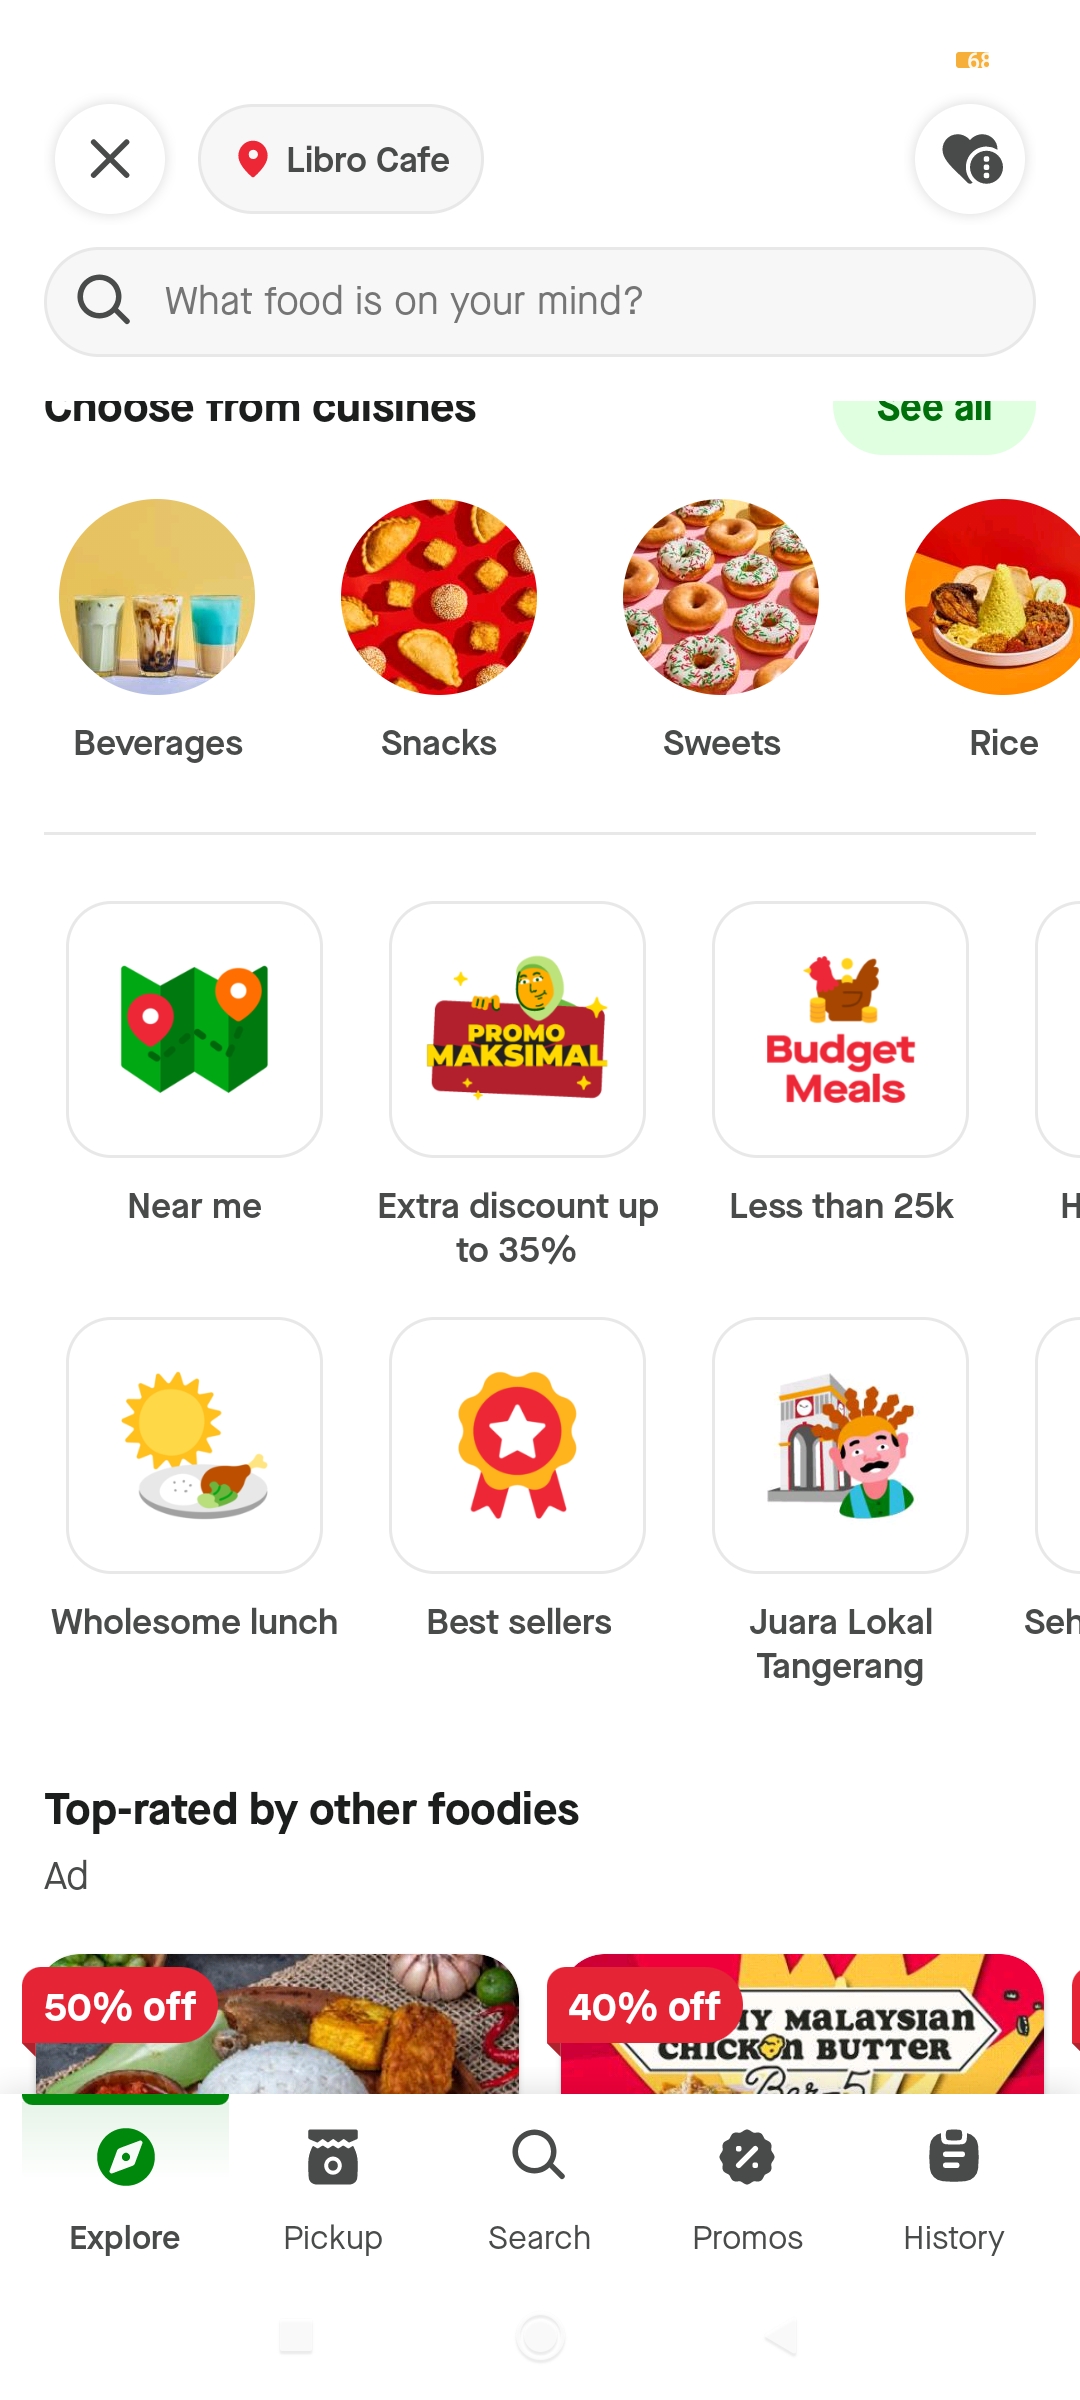 68
Libro Cafe
What food is on your mind?
Choose from cuisines
See all
Beverages
Snacks
Sweets
Rice
PROMO
MAKSIMAL
Budget
Meals
Near me
Extra discount up
to 35%
Less than 25k
H
Wholesome lunch
Best sellers
Juara Lokal
Tangerang
Seh
Top-rated by other foodies
Ad
50% off
40% off
MALAYSIAN
CHICKEN BUTTER
Explore
Pickup
Search
Promos
History